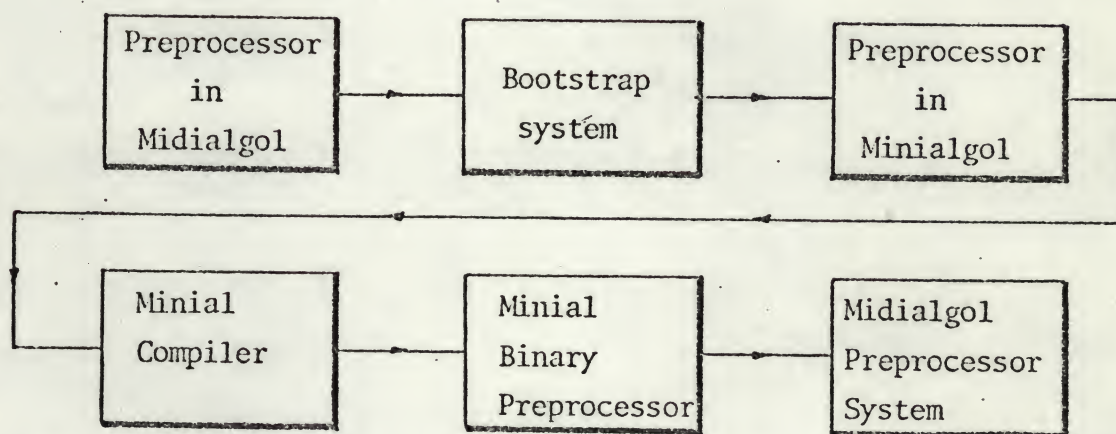 Preprocessor
in
Midialgol
Bootstrap
system
Preprocessor
in
Minialgol
Minial
Compiler
Minial
Binary
Preprocessor
Midialgol
Preprocessor
System